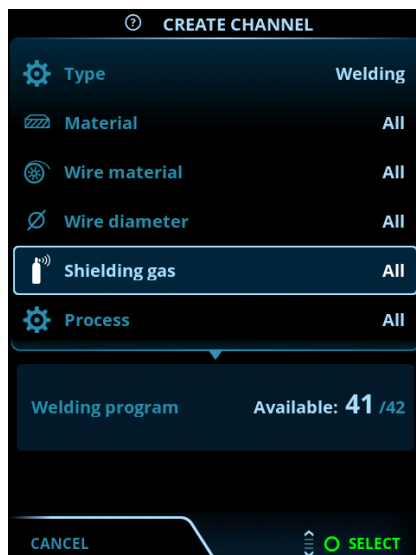 ? CREATE CHANNEL
Type Welding
Material All
Wire material All
Wire diameter All
Shielding gas All
Process All
Welding program Available: 41 /42
CANCEL SELECT